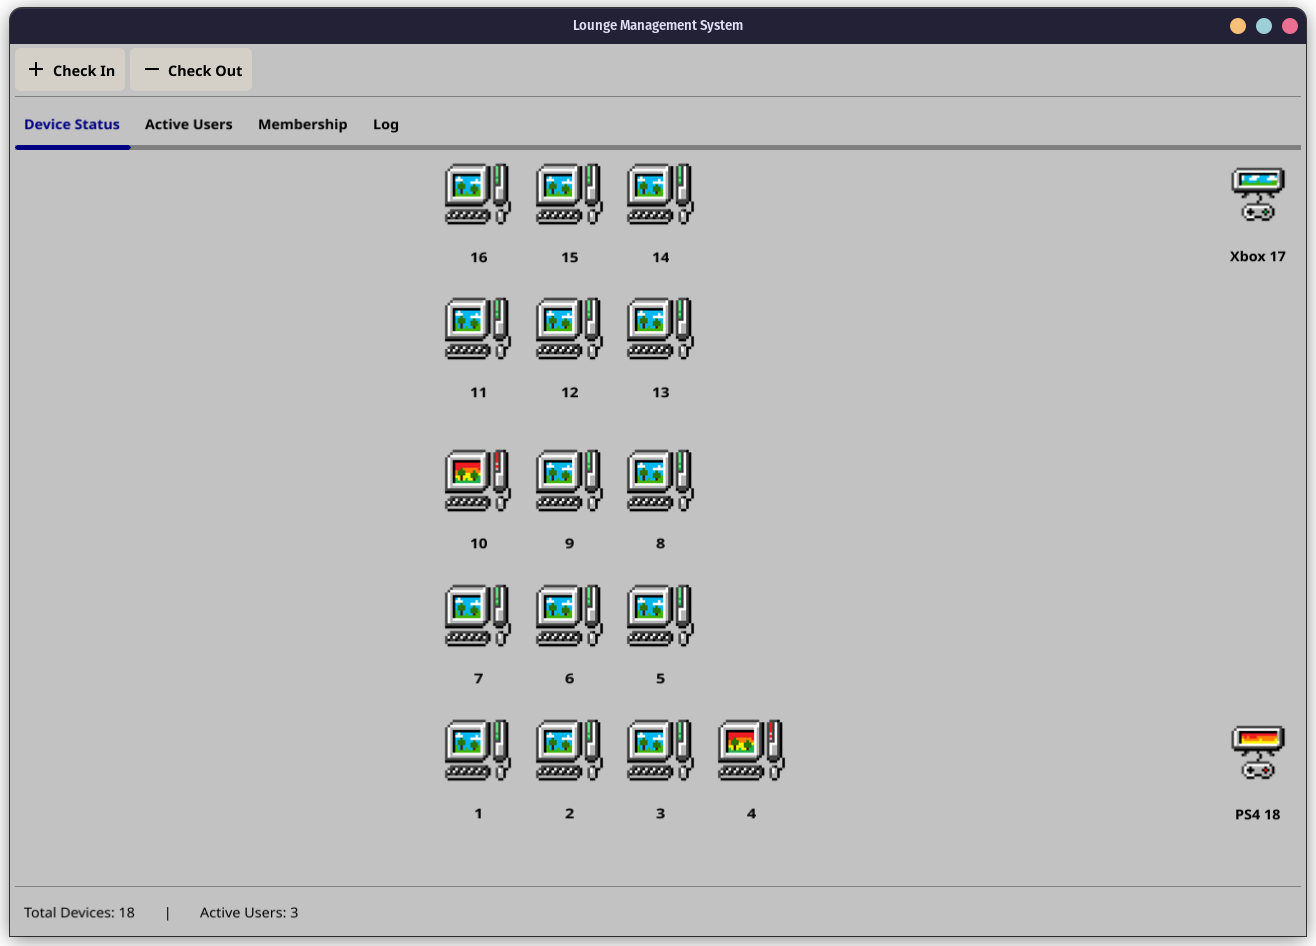 Lounge Management System
Check In Check Out
Device Status Active Users Membership Log
16 15 14 Xbox 17
11 12 13
10 9 8
7 6 5
1 2 3 4 PS4 18
Total Devices: 18 | Active Users: 3